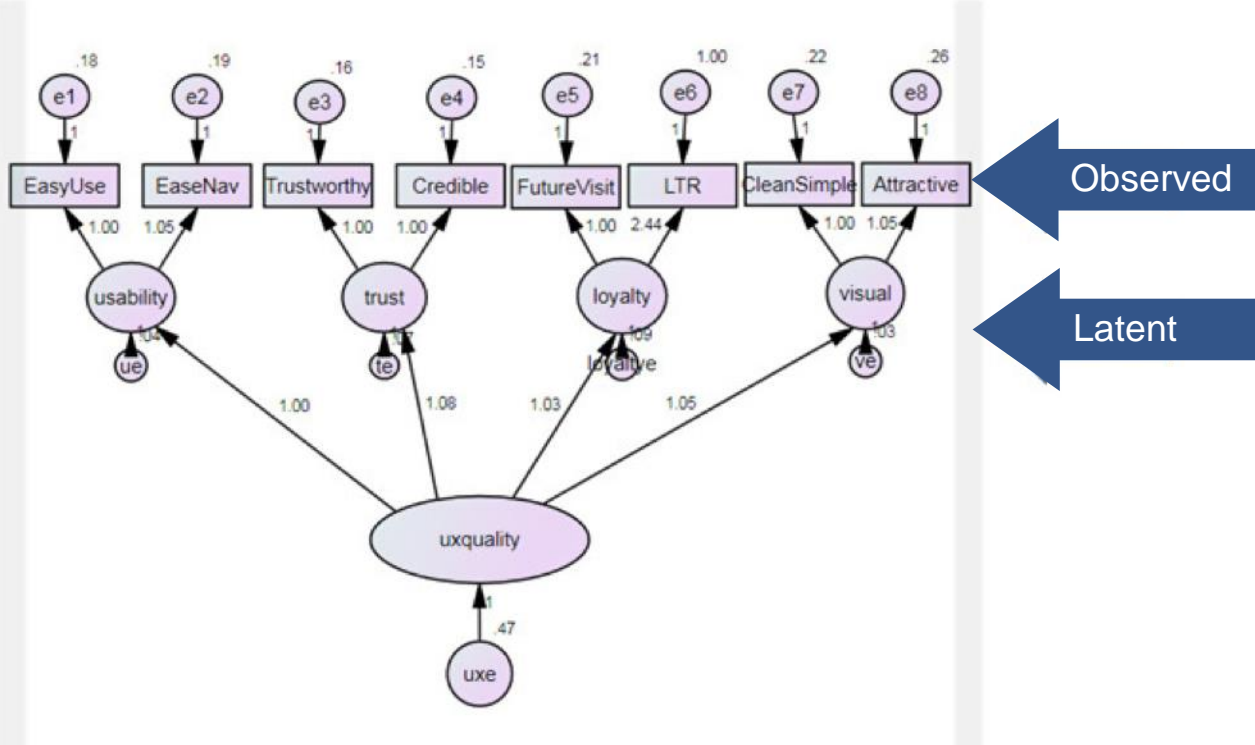 .18 .19 .16 .15 .21 1.00 .22 .26
e1 e2 e3 e4 e5 e6 e7 e8
1 1 1 1 1 1 1 1
EasyUse EaseNav Trustworthy Credible FutureVisit LTR CleanSimple Attractive
Observed
1.00 1.05 1.00 1.00 1.00 2.44 1.00 1.05
usability trust loyalty visual
Latent
.04 .09 .03
ue te loyaltye ve
1.00 1.08 1.03 1.05
uxquality
1
.47
uxe